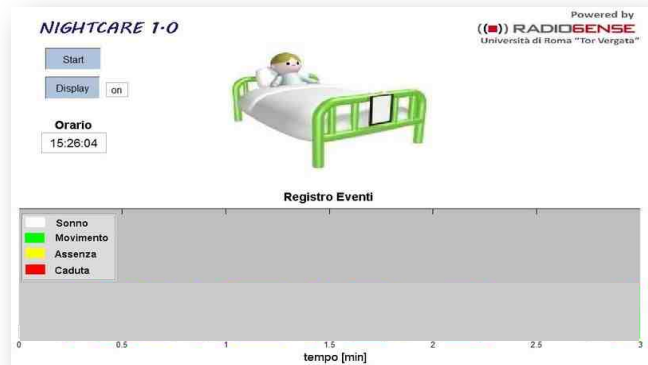 NIGHTCARE 1.0
Powered by
((•)) RADIO6ENSE
Università di Roma "Tor Vergata"
Start
Display
on
Orario
15:26:04
Registro Eventi
Sonno
Movimento
Assenza
Caduta
0 0.5 1 1.5 2 2.5 3
tempo [min]